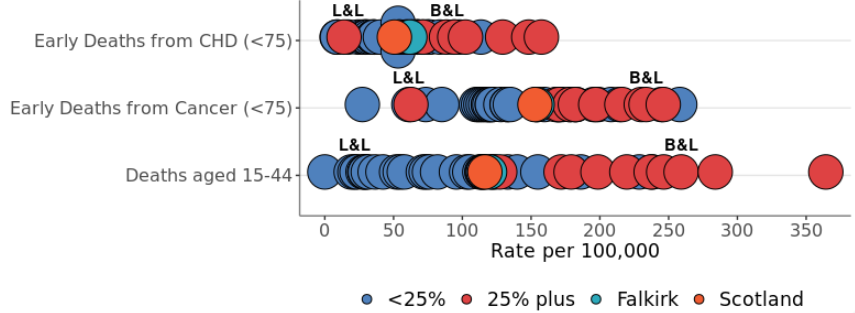 L&L B&L
Early Deaths from CHD (<75)
L&L B&L
Early Deaths from Cancer (<75)
L&L B&L
Deaths aged 15-44
0 50 100 150 200 250 300 350
Rate per 100,000
<25% 25% plus Falkirk Scotland